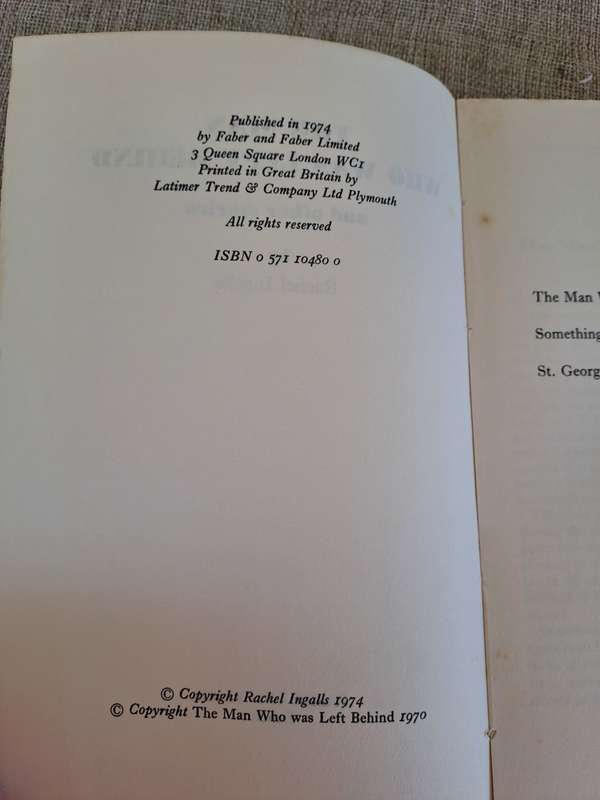 Published in 1974
by Faber and Faber Limited
3 Queen Square London WC1
Printed in Great Britain by
Latimer Trend & Company Ltd Plymouth
All rights reserved
ISBN 0 571 10480 0
© Copyright Rachel Ingalls 1974
© Copyright The Man Who was Left Behind 1970
The Man
Something
St. Georg